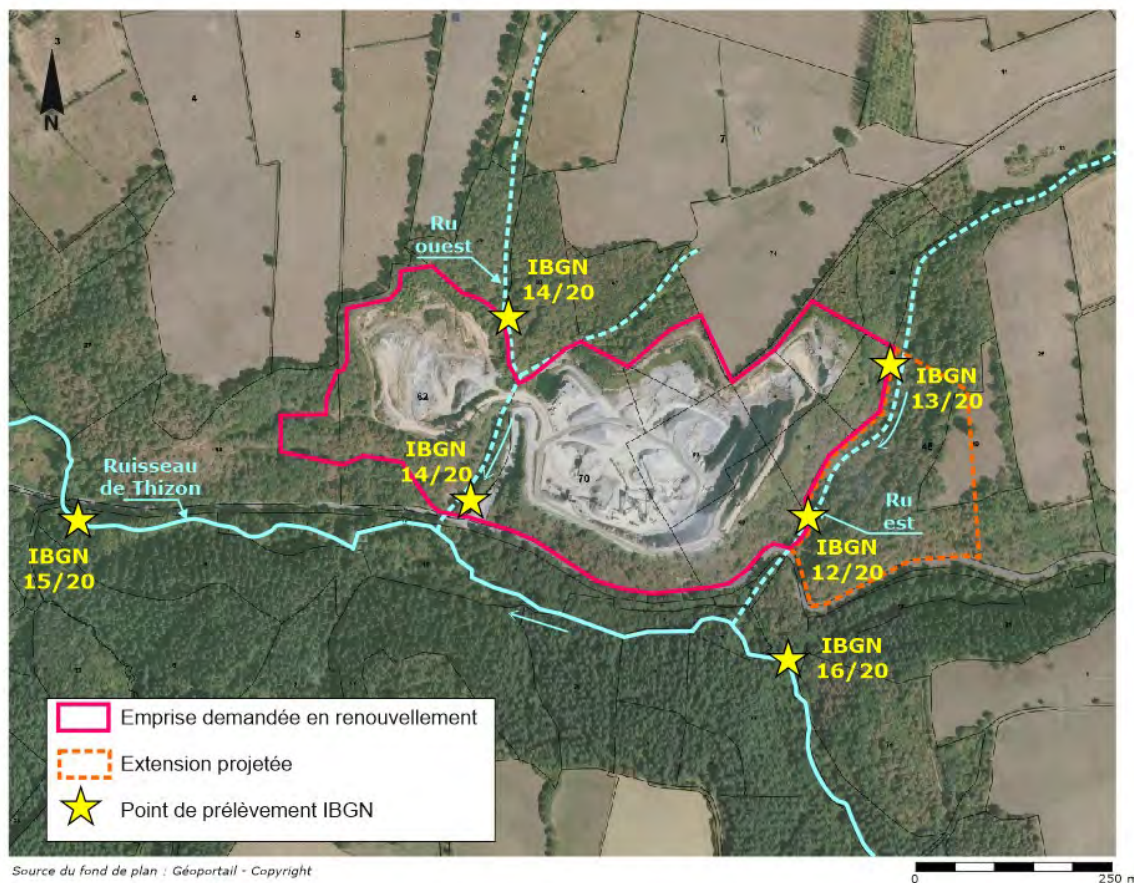 N
Ru
ouest
IBGN
14/20
IBGN
13/20
IBGN
14/20
62
70
Ruisseau
de Thizon
Ru
est
IBGN
15/20
IBGN
12/20
IBGN
16/20
Emprise demandée en renouvellement
Extension projetée
Point de prélèvement IBGN
Source du fond de plan : Géoportail - Copyright
0
250 m